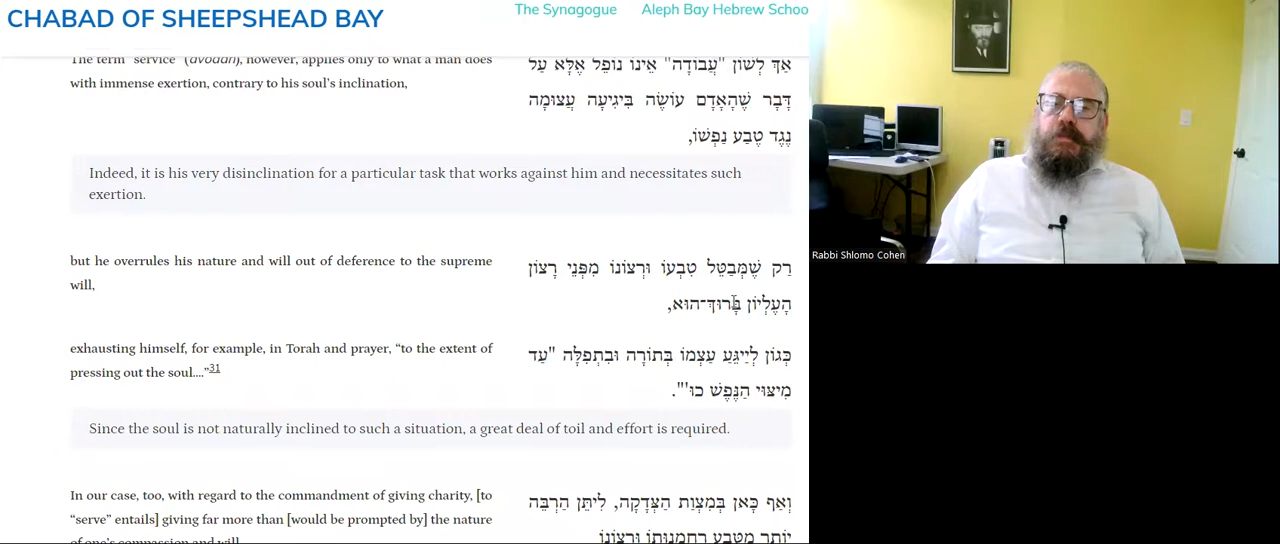 CHABAD OF SHEEPSHEAD BAY
The Synagogue Aleph Bay Hebrew Schoo
The term "service" (avodah), however, applies only to what a man does
with immense exertion, contrary to his soul's inclination,
אַךְ לְשׁוֹן "עֲבוֹדָה" אֵינוֹ נוֹפֵל אֶלָּא עַל
דָּבָר שֶׁהָאָדָם עוֹשֶׂה בִּיגִיעָה עֲצוּמָה
נֶגֶד טֶבַע נַפְשׁוֹ,
Indeed, it is his very disinclination for a particular task that works against him and necessitates such
exertion.
but he overrules his nature and will out of deference to the supreme
will,
רַק שֶׁמְּבַטֵּל טִבְעוֹ וּרְצוֹנוֹ מִפְּנֵי רָצוֹן
הָעֶלְיוֹן בָּרוּךְ־הוּא,
exhausting himself, for example, in Torah and prayer, “to the extent of
pressing out the soul....”31
כְּגוֹן לְיַיגֵּעַ עַצְמוֹ בְּתוֹרָה וּבִתְפִלָּה "עַד
מִיצּוּי הַנֶּפֶשׁ כוּ'".
Since the soul is not naturally inclined to such a situation, a great deal of toil and effort is required.
In our case, too, with regard to the commandment of giving charity, [to
“serve” entails] giving far more than [would be prompted by] the nature
of one's compassion and will
וְאַף כָּאן בְּמִצְוַת הַצְּדָקָה, לִיתֵּן הַרְבֵּה
יוֹתֵר מִטֶּבַע רַחְמָנוּתוֹ וּרְצוֹנוֹ
Rabbi Shlomo Cohen